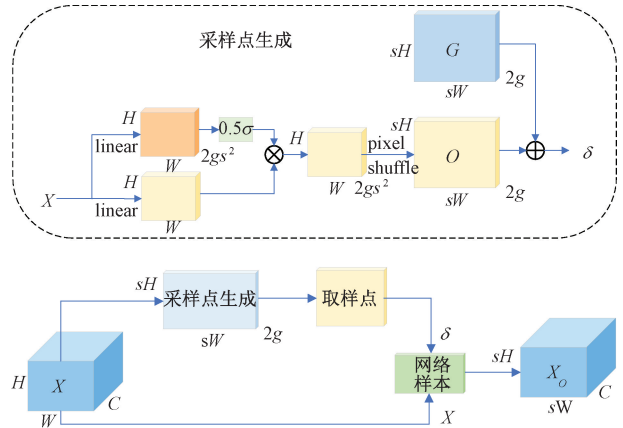 采样点生成
sH
G
sW
2g
H
linear
W
2gs²
0.5σ
X
H
linear
W
⊗
H
W
2gs²
pixel
shuffle
sH
O
sW
2g
⊕
δ
sH
采样点生成
sW
2g
取样点
δ
H
X
W
C
网络
样本
X
sH
X_O
sW
C